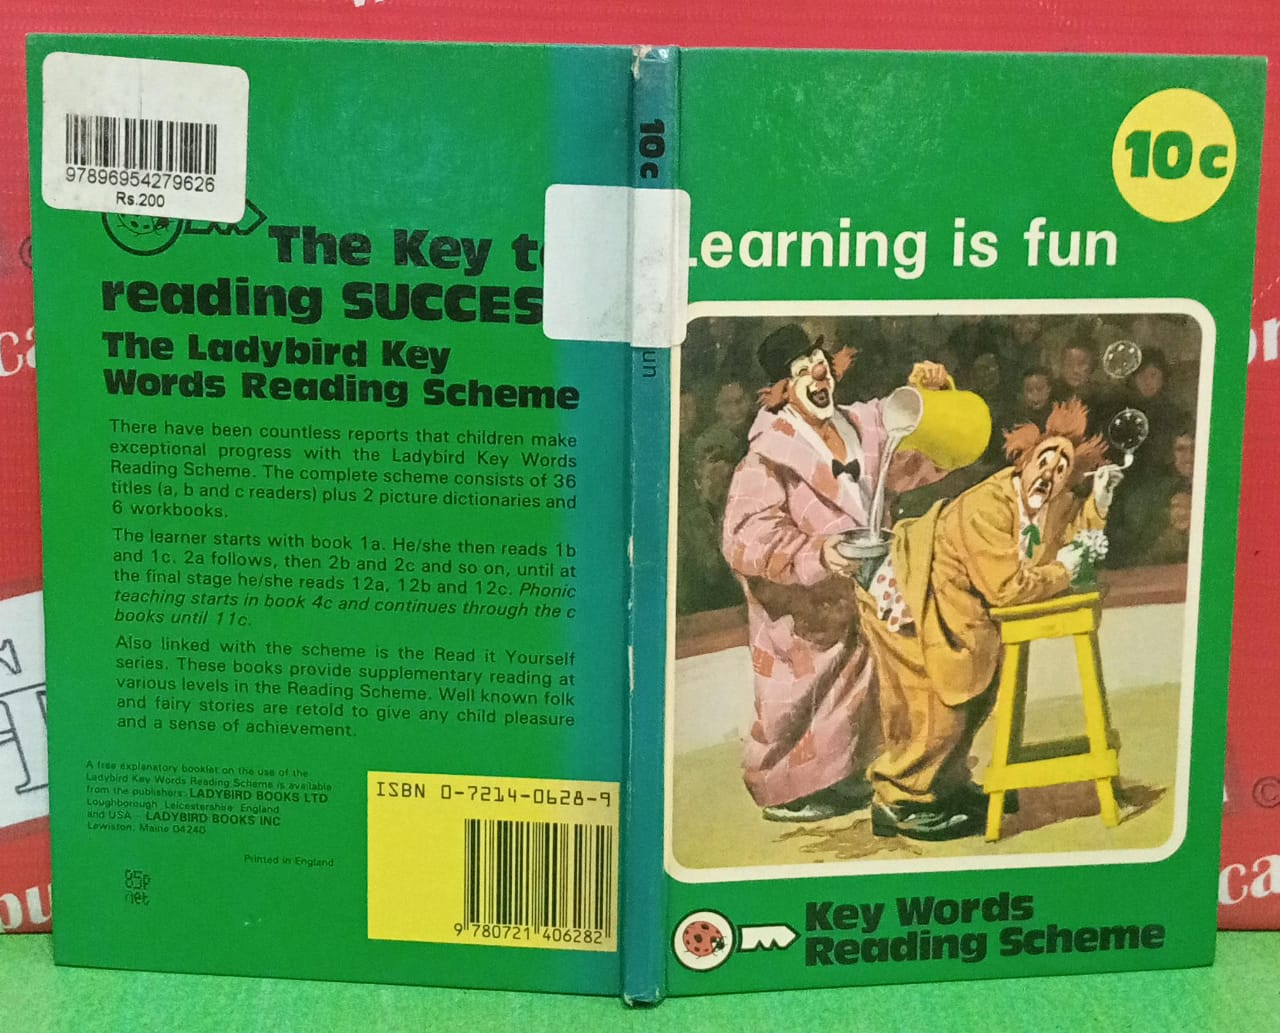 97896954279626
Rs.200
The Key to
reading SUCCES
The Ladybird Key
Words Reading Scheme
There have been countless reports that children make
exceptional progress with the Ladybird Key Words
Reading Scheme. The complete scheme consists of 36
titles (a, b and c readers) plus 2 picture dictionaries and
6 workbooks.
The learner starts with book 1a. He/she then reads 1b
and 1c. 2a follows, then 2b and 2c and so on, until at
the final stage he/she reads 12a, 12b and 12c. Phonic
teaching starts in book 4c and continues through the c
books until 11c.
Also linked with the scheme is the Read it Yourself
series. These books provide supplementary reading at
various levels in the Reading Scheme. Well known folk
and fairy stories are retold to give any child pleasure
and a sense of achievement.
A free explanatory booklet on the use of the
Ladybird Key Words Reading Scheme is available
from the publishers: LADYBIRD BOOKS LTD
Loughborough Leicestershire England
and USA - LADYBIRD BOOKS INC
Lewiston, Maine 04240
Printed in England
85p
net
ISBN 0-7214-0628-9
9 780721 406282
10c
un
10c
Learning is fun
Key Words
Reading Scheme